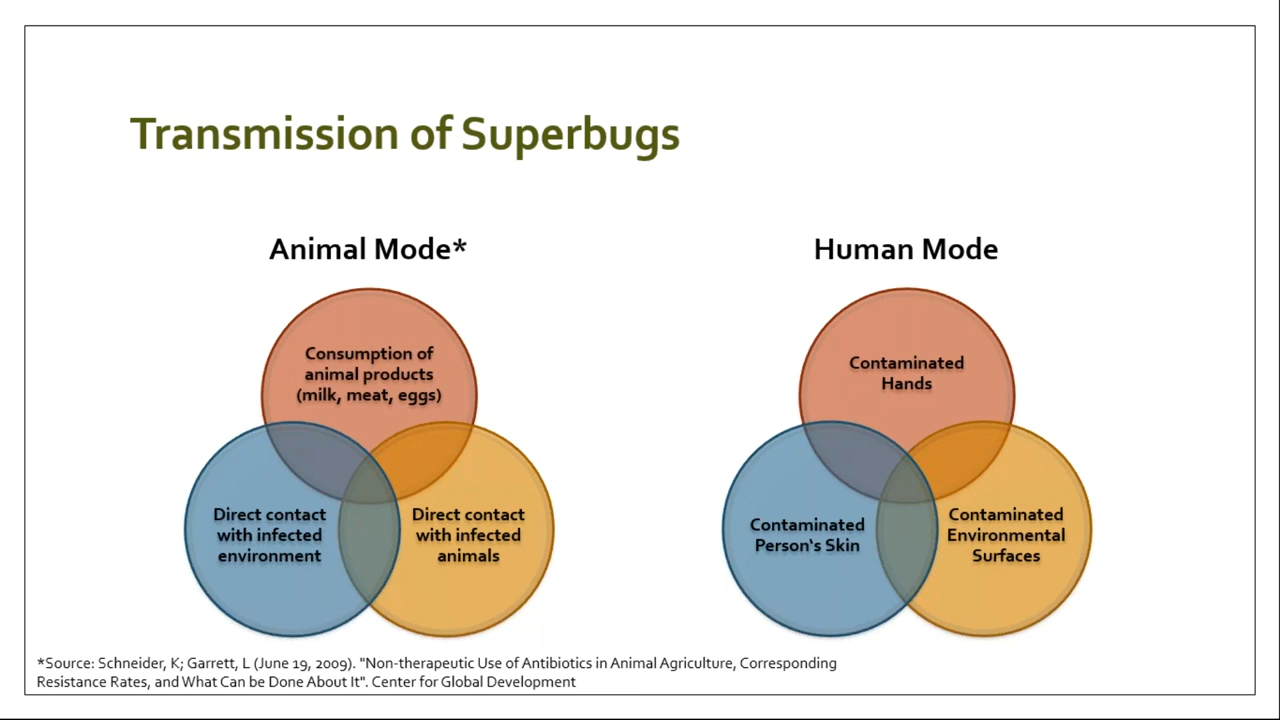 Transmission of Superbugs
Animal Mode*
Consumption of
animal products
(milk, meat, eggs)
Direct contact
with infected
environment
Direct contact
with infected
animals
Human Mode
Contaminated
Hands
Contaminated
Person's Skin
Contaminated
Environmental
Surfaces
*Source: Schneider, K; Garrett, L (June 19, 2009). "Non-therapeutic Use of Antibiotics in Animal Agriculture, Corresponding
Resistance Rates, and What Can be Done About It". Center for Global Development